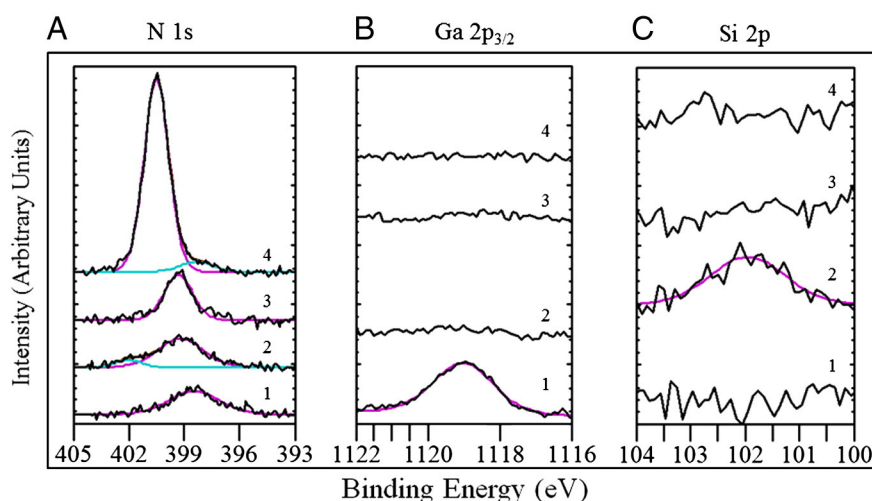 A N 1s B Ga 2p3/2 C Si 2p
Intensity (Arbitrary Units)
4
3
2
1
405 402 399 396 393
4
3
2
1
1122 1120 1118 1116
4
3
2
1
104 103 102 101 100
Binding Energy (eV)